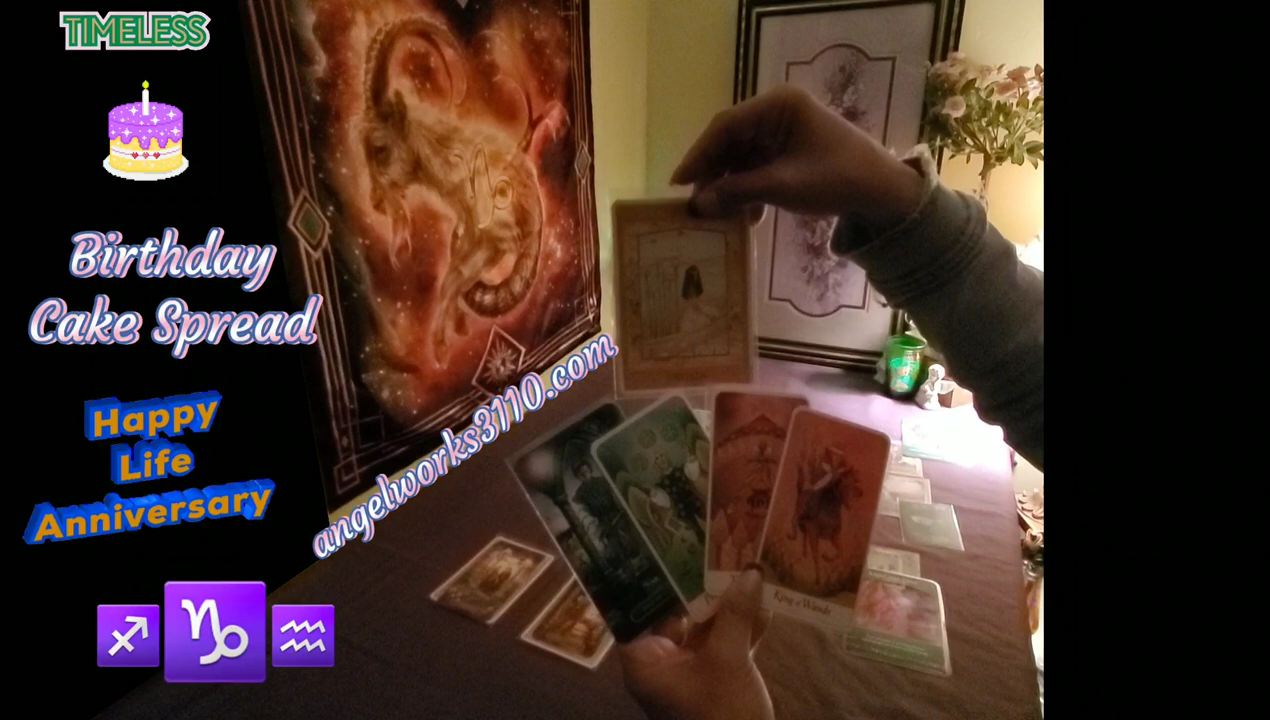 TIMELESS
Birthday
Cake Spread
Happy
Life
Anniversary
angelworks3110.com
King of Wands